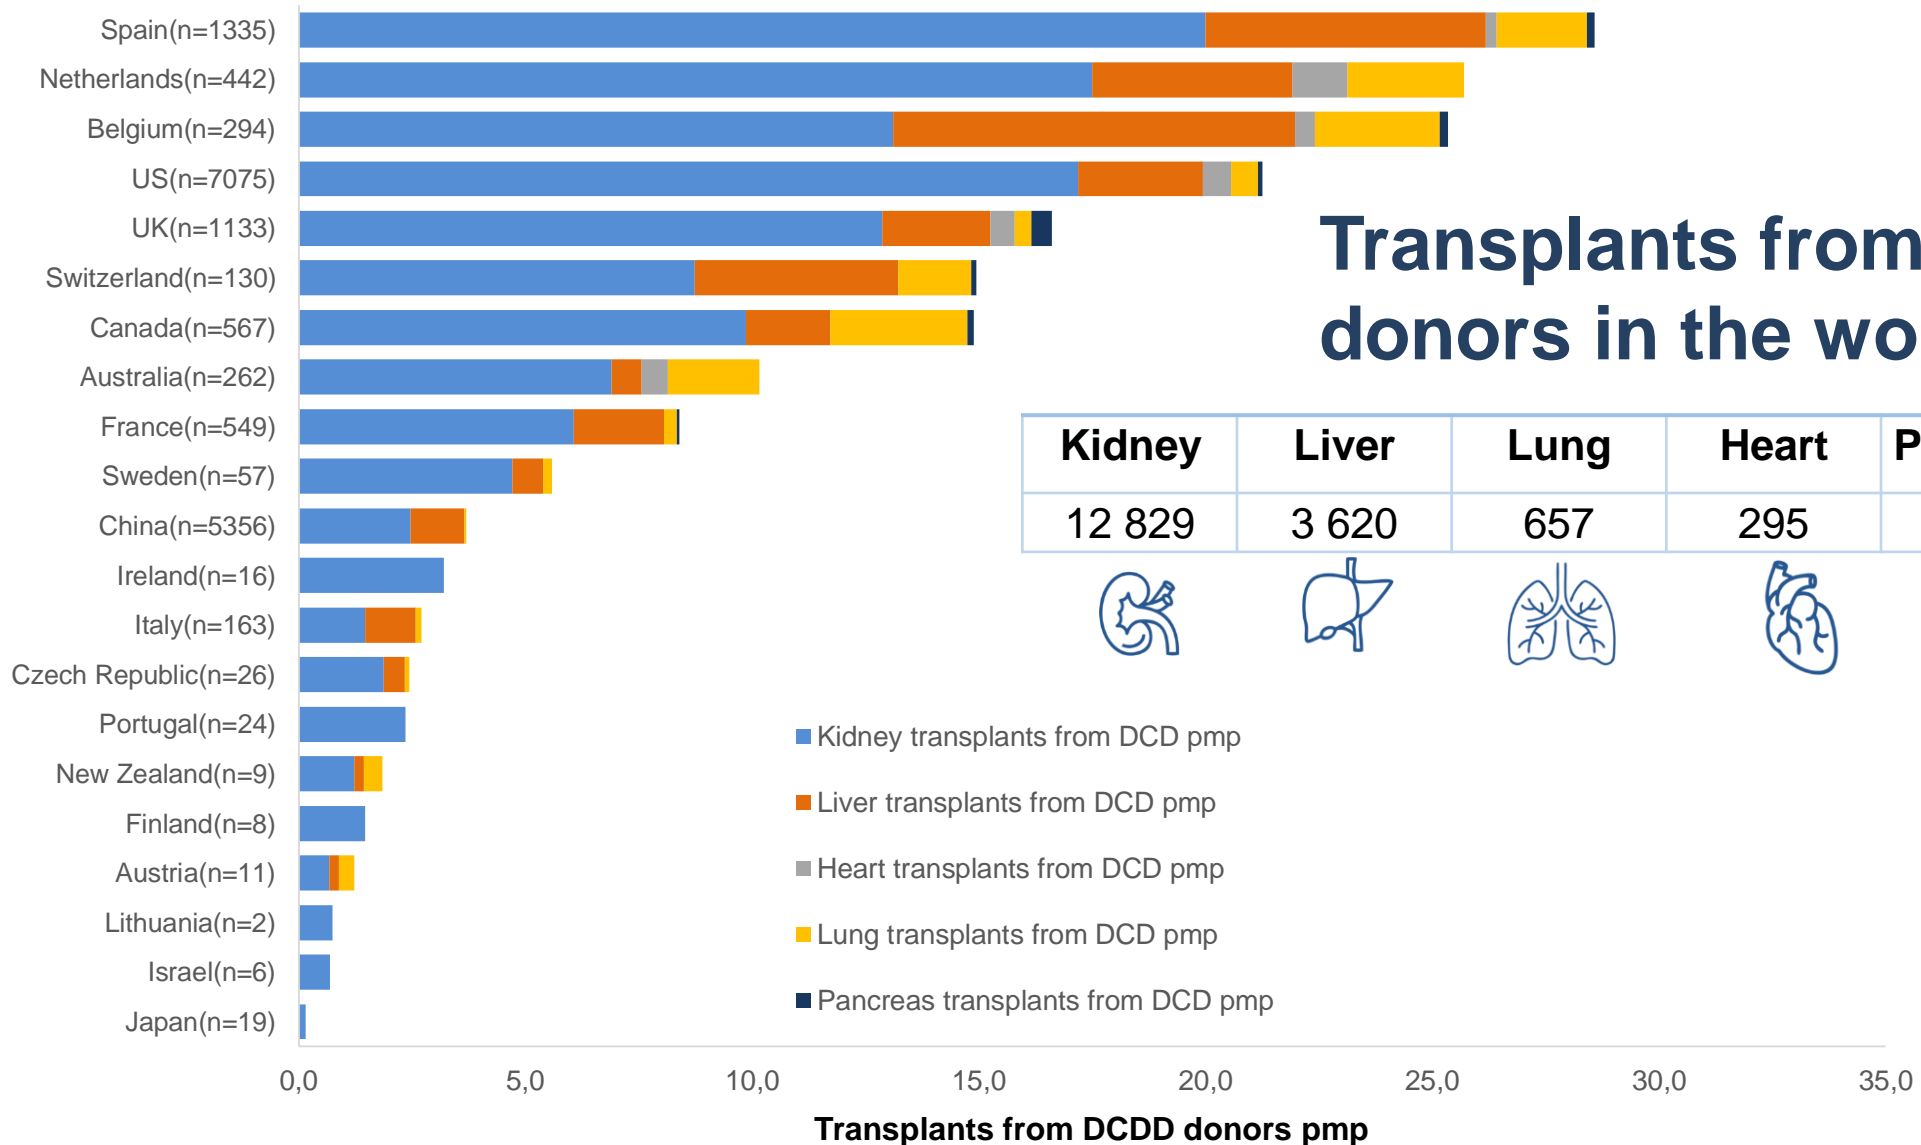 Spain(n=1335)
Netherlands(n=442)
Belgium(n=294)
US(n=7075)
UK(n=1133)
Switzerland(n=130)
Canada(n=567)
Australia(n=262)
France(n=549)
Sweden(n=57)
China(n=5356)
Ireland(n=16)
Italy(n=163)
Czech Republic(n=26)
Portugal(n=24)
New Zealand(n=9)
Finland(n=8)
Austria(n=11)
Lithuania(n=2)
Israel(n=6)
Japan(n=19)
Transplants from
donors in the wo
Kidney Liver Lung Heart P
12 829 3 620 657 295
Kidney transplants from DCD pmp
Liver transplants from DCD pmp
Heart transplants from DCD pmp
Lung transplants from DCD pmp
Pancreas transplants from DCD pmp
0,0 5,0 10,0 15,0 20,0 25,0 30,0 35,0
Transplants from DCDD donors pmp